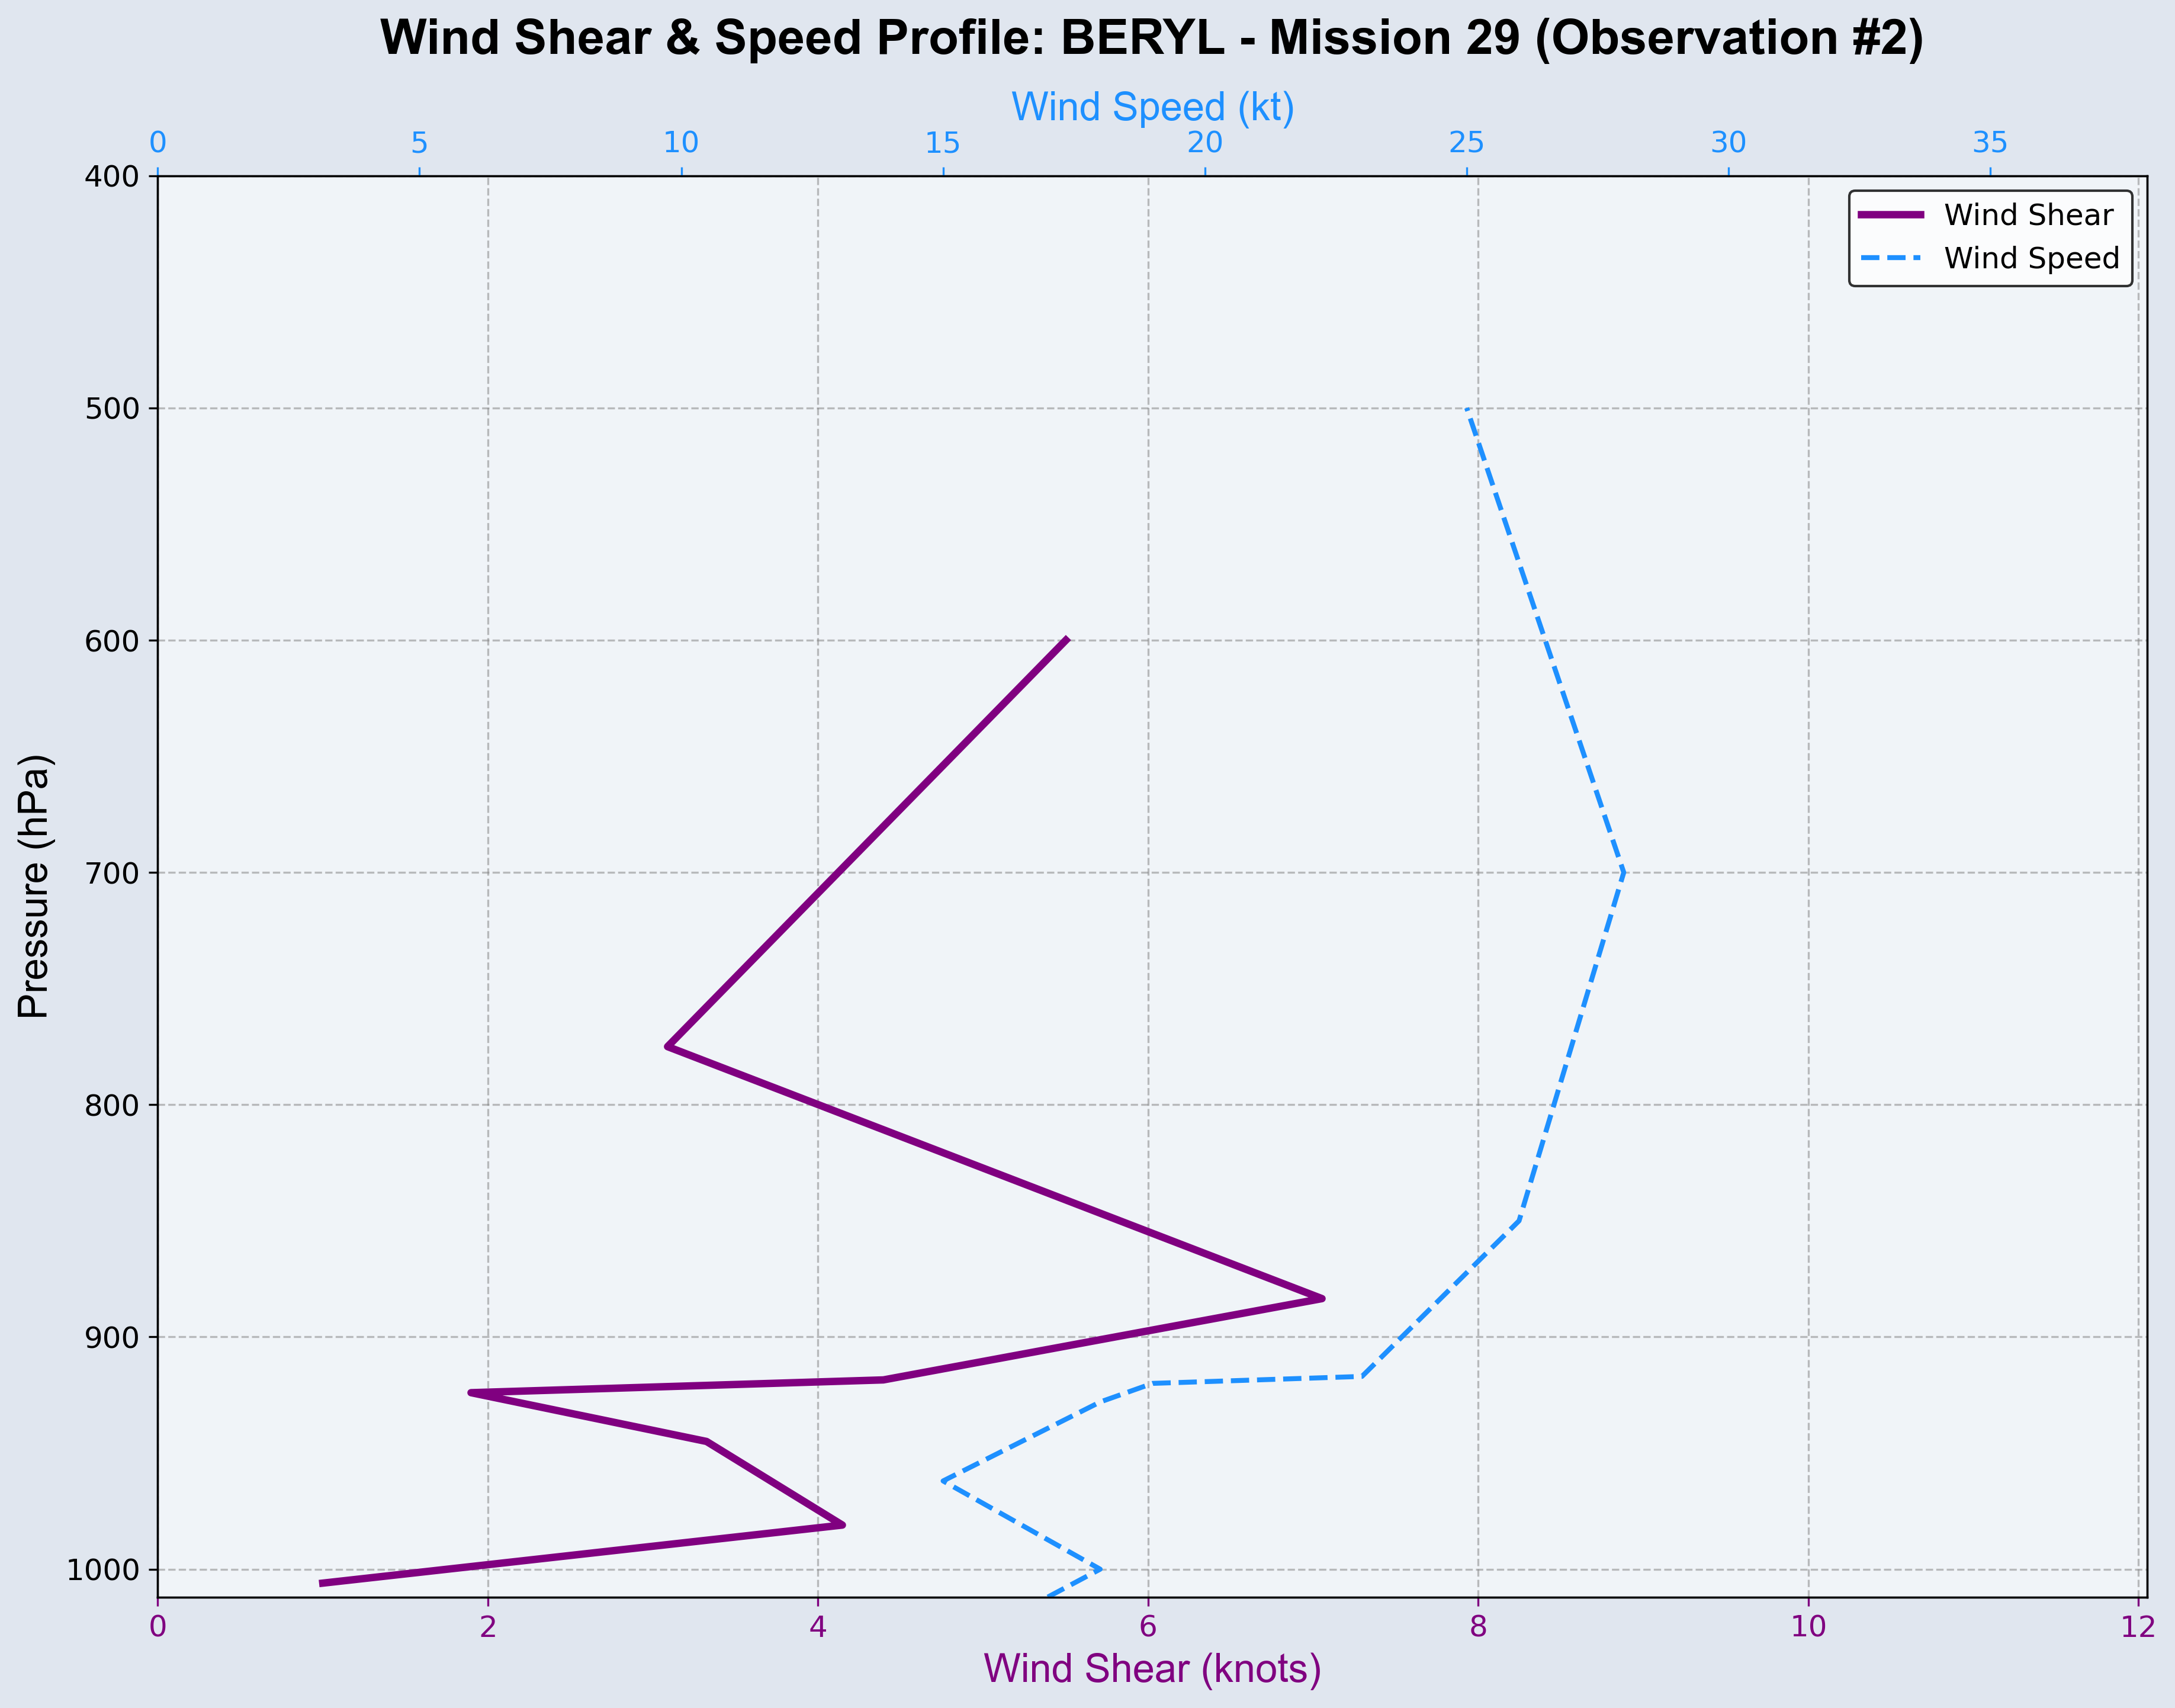 Wind Shear & Speed Profile: BERYL - Mission 29 (Observation #2)
Wind Speed (kt)
0 5 10 15 20 25 30 35
Wind Shear
Wind Speed
Pressure (hPa)
400
500
600
700
800
900
1000
0 2 4 6 8 10 12
Wind Shear (knots)